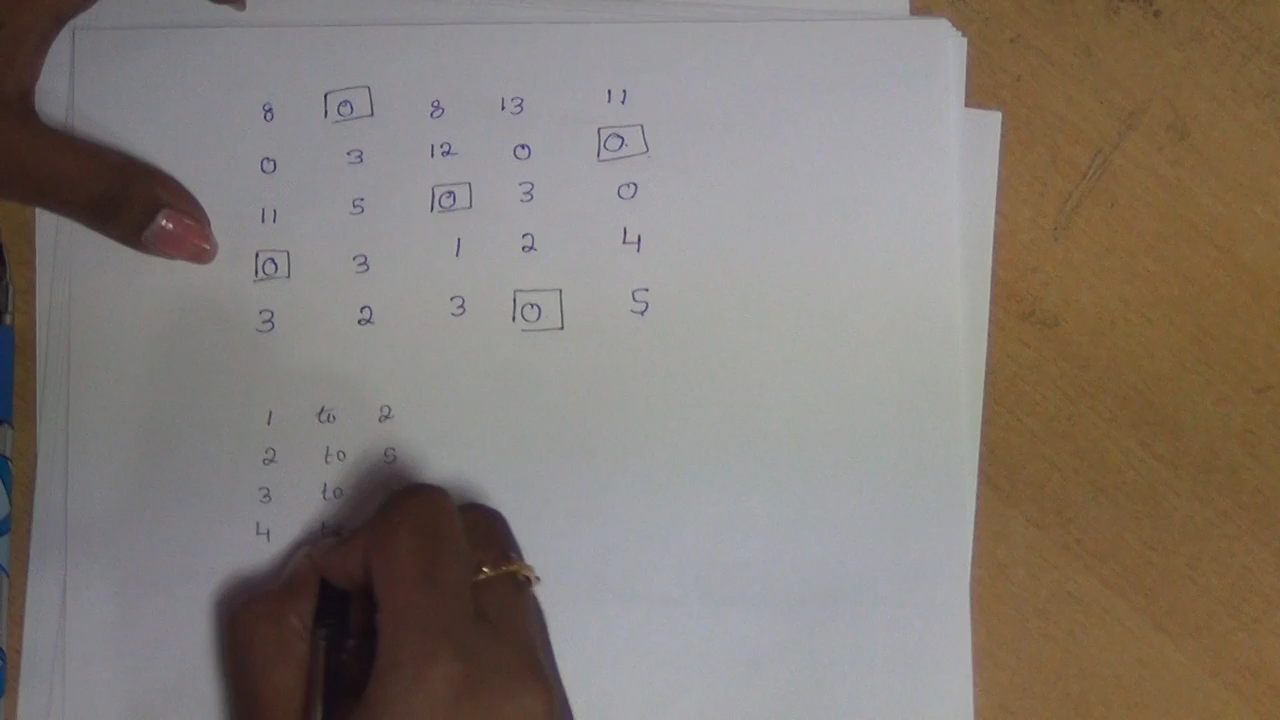 8 0 8 13 11
0 3 12 0 0
11 5 0 3 0
0 3 1 2 4
3 2 3 0 5
1 to 2
2 to 5
3 to
4 to